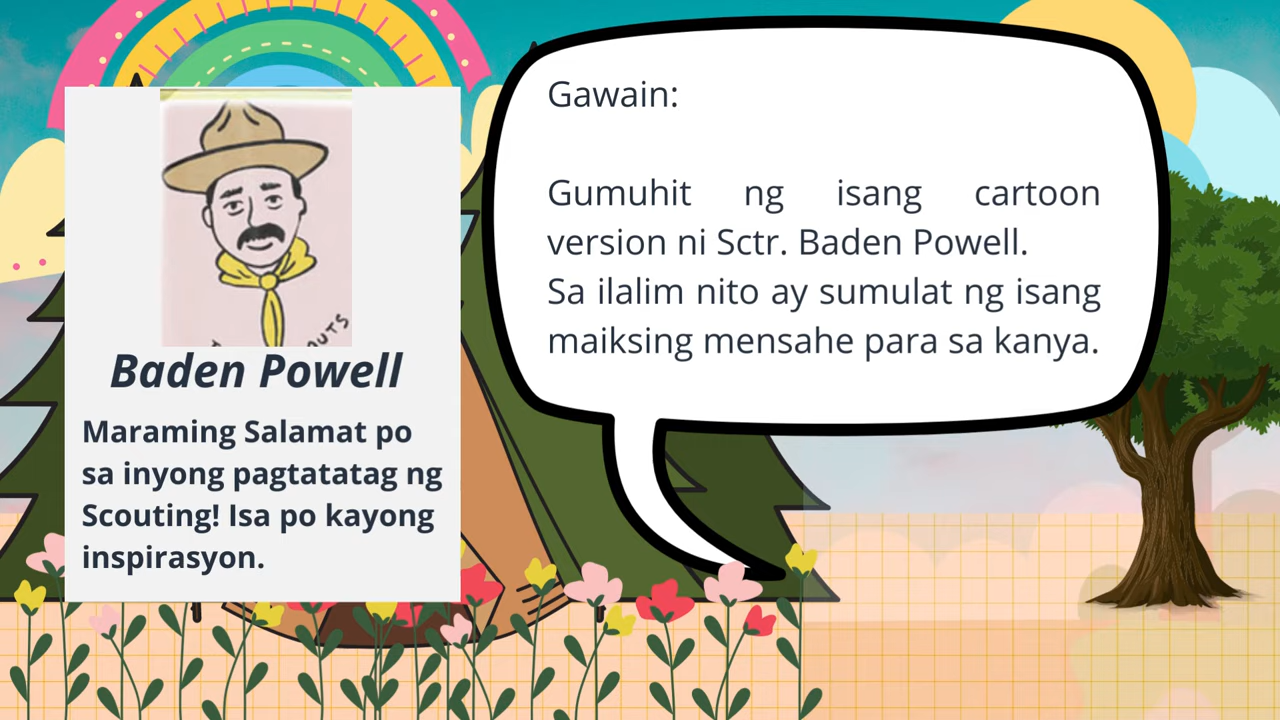 Baden Powell
Maraming Salamat po
sa inyong pagtatatag ng
Scouting! Isa po kayong
inspirasyon.
Gawain:
Gumuhit ng isang cartoon
version ni Sctr. Baden Powell.
Sa ilalim nito ay sumulat ng isang
maiksing mensahe para sa kanya.